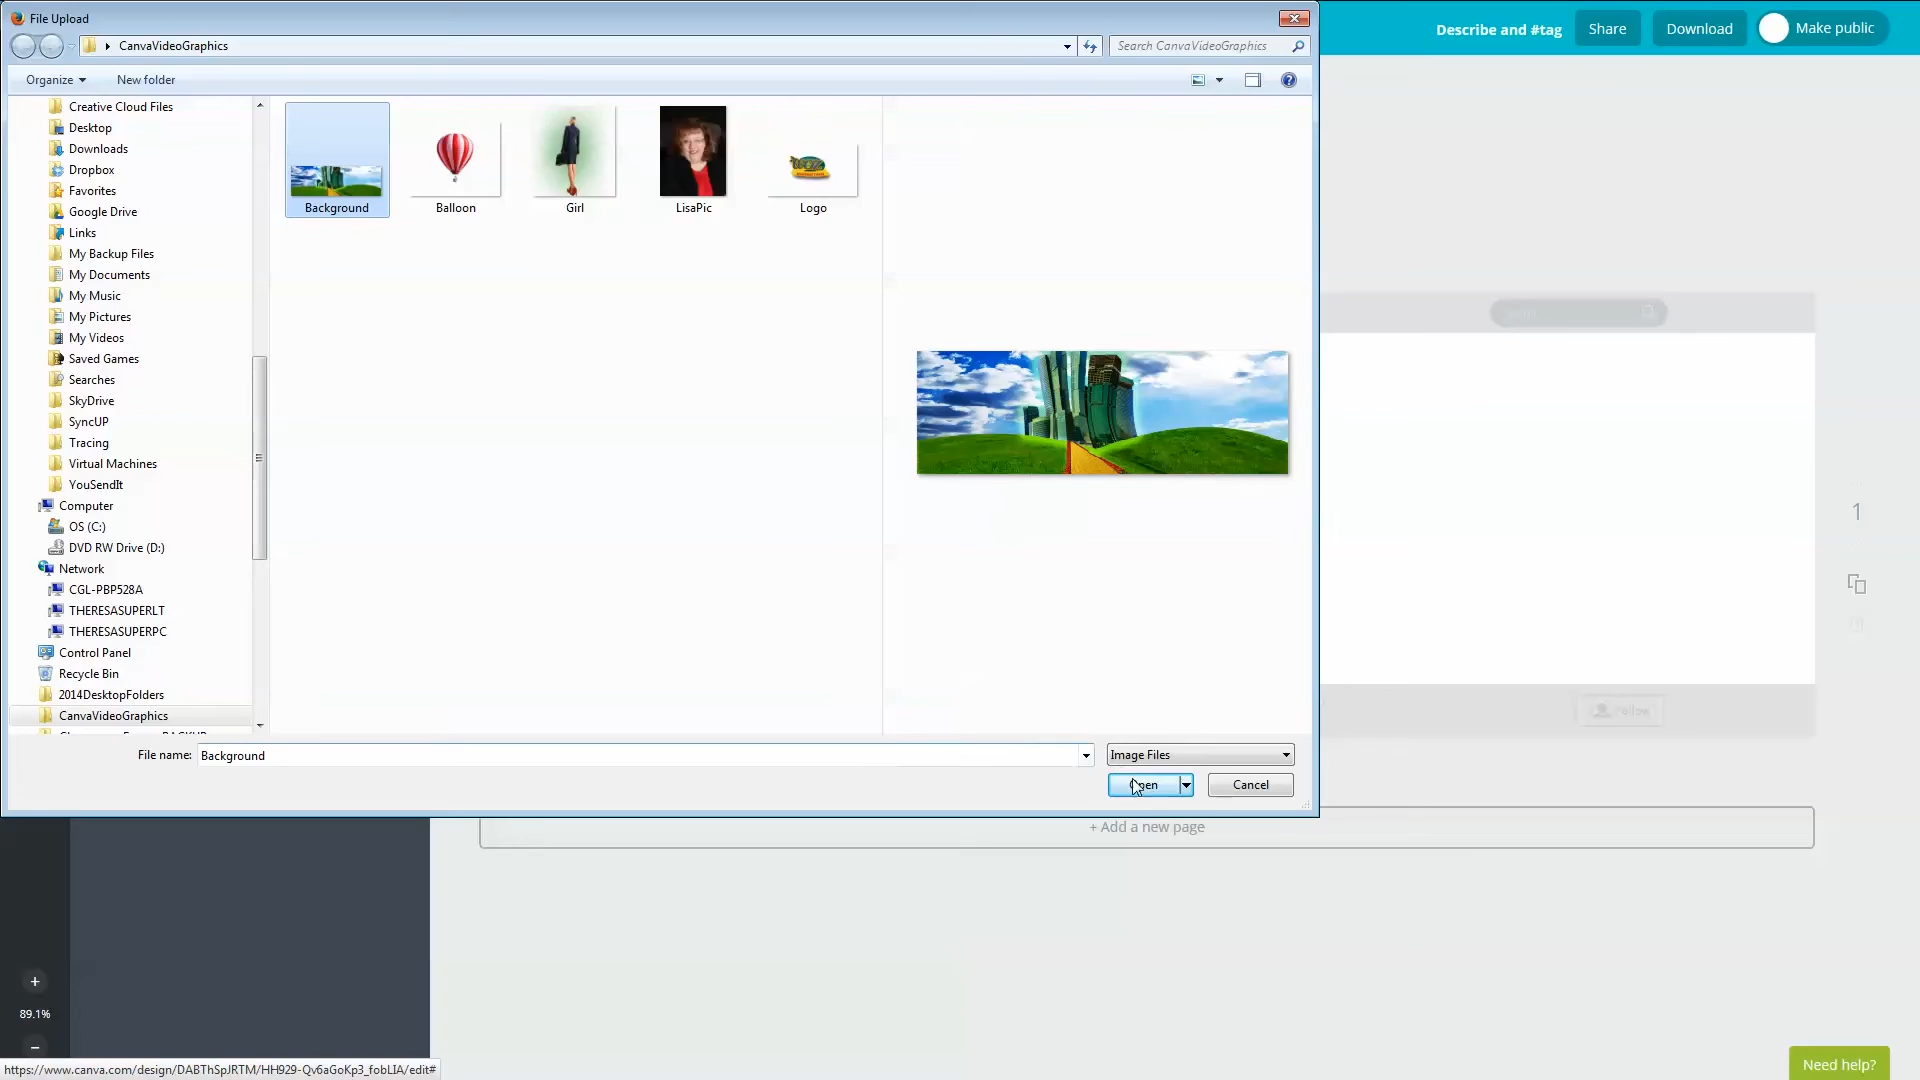 File Upload
CanvaVideoGraphics
Search CanvaVideoGraphics
Describe and #tag
Share
Download
Make public
Organize
New folder
Creative Cloud Files
Desktop
Downloads
Dropbox
Favorites
Google Drive
Links
My Backup Files
My Documents
My Music
My Pictures
My Videos
Saved Games
Searches
SkyDrive
SyncUP
Tracing
Virtual Machines
YouSendIt
Computer
OS (C:)
DVD RW Drive (D:)
Network
CGL-PBP528A
THERESASUPERLT
THERESASUPERPC
Control Panel
Recycle Bin
2014DesktopFolders
CanvaVideoGraphics
Background
Balloon
Girl
LisaPic
Logo
1
Follow
File name:
Background
Image Files
Open
Cancel
+ Add a new page
+
89.1%
–
https://www.canva.com/design/DABThSpJRTM/HH929-Qv6aGoKp3_fobLIA/edit#
Need help?